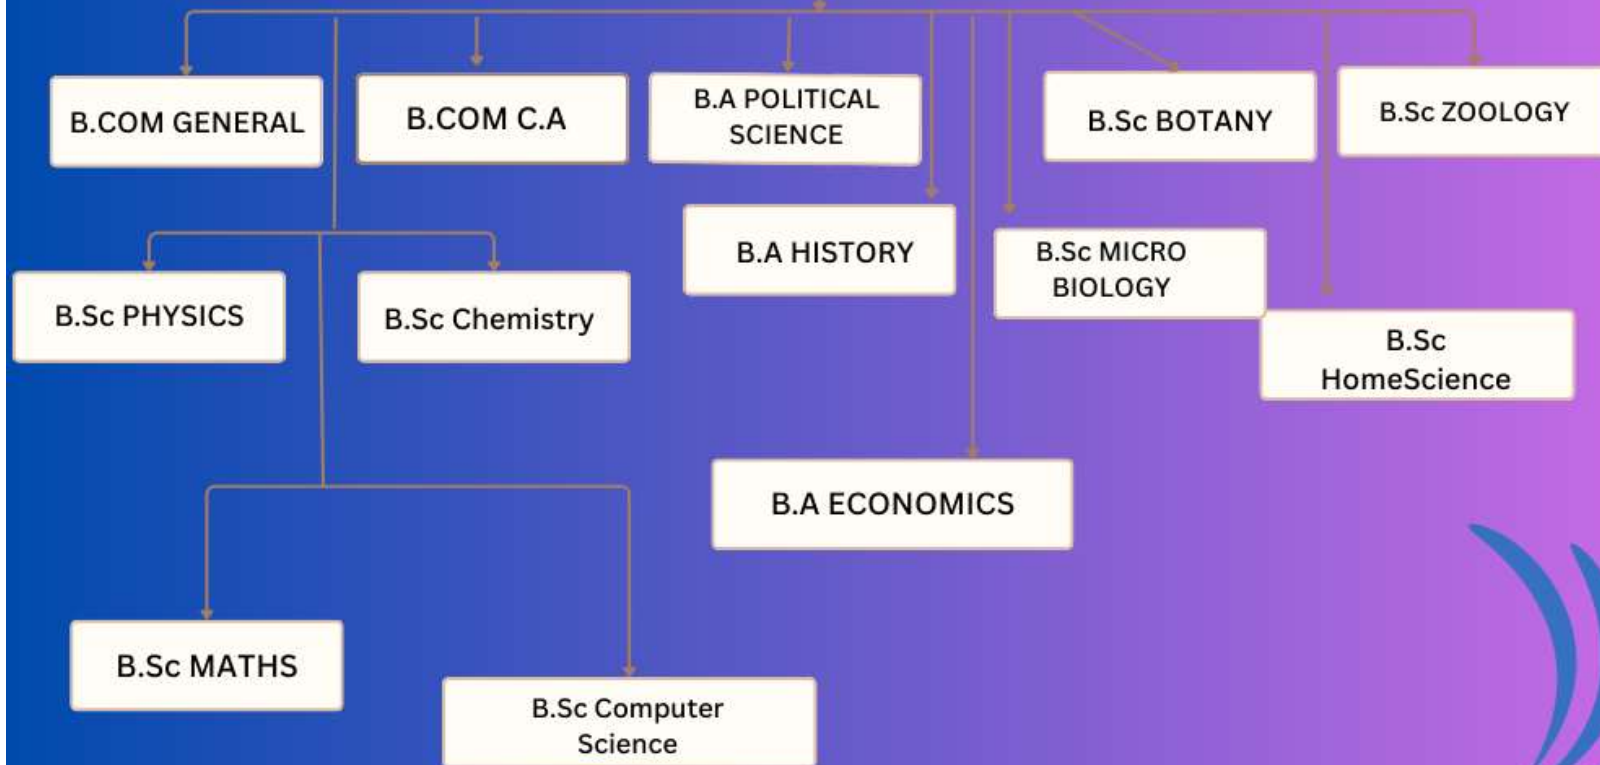 B.COM GENERAL
B.COM C.A
B.A POLITICAL
SCIENCE
B.Sc BOTANY
B.Sc ZOOLOGY
B.A HISTORY
B.Sc MICRO
BIOLOGY
B.Sc PHYSICS
B.Sc Chemistry
B.Sc
HomeScience
B.A ECONOMICS
B.Sc MATHS
B.Sc Computer
Science